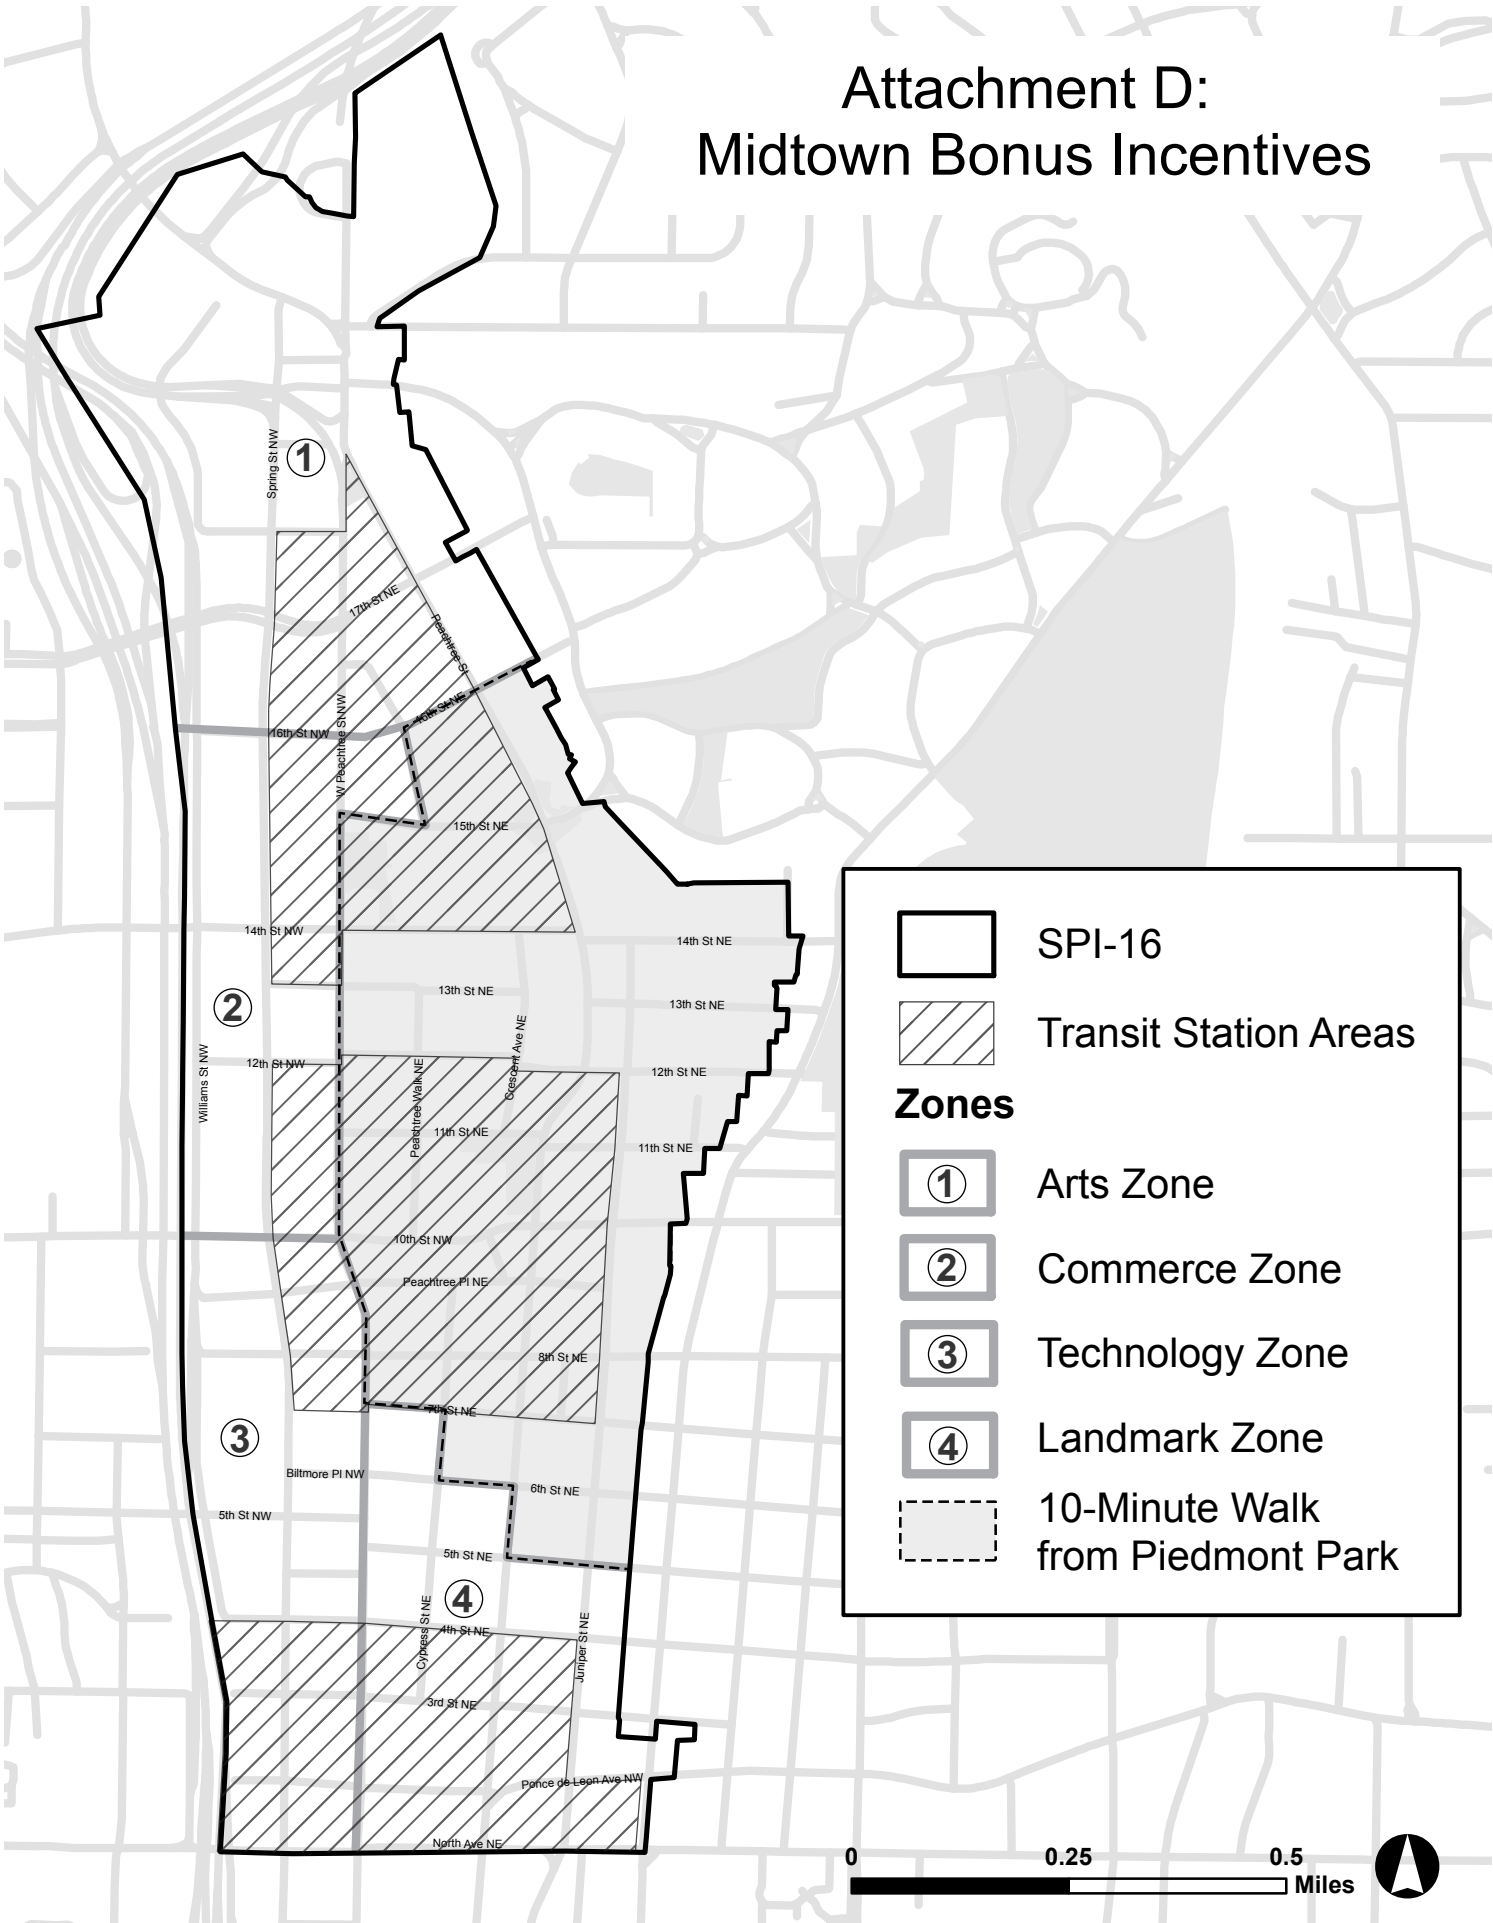 Attachment D:
Midtown Bonus Incentives
Spring St NW
1
17th St NE
Peachtree St
16th St NE
16th St NW
W Peachtree St NW
15th St NE
14th St NW
14th St NE
13th St NE
13th St NE
2
Crescent Ave NE
12th St NW
12th St NE
Williams St NW
Peachtree Walk NE
11th St NE
11th St NE
10th St NW
Peachtree Pl NE
8th St NE
7th St NE
3
Biltmore Pl NW
6th St NE
5th St NW
5th St NE
4
Cypress St NE
4th St NE
Juniper St NE
3rd St NE
Ponce de Leon Ave NW
North Ave NE
SPI-16
Transit Station Areas
Zones
1 Arts Zone
2 Commerce Zone
3 Technology Zone
4 Landmark Zone
10-Minute Walk
from Piedmont Park
0 0.25 0.5
Miles